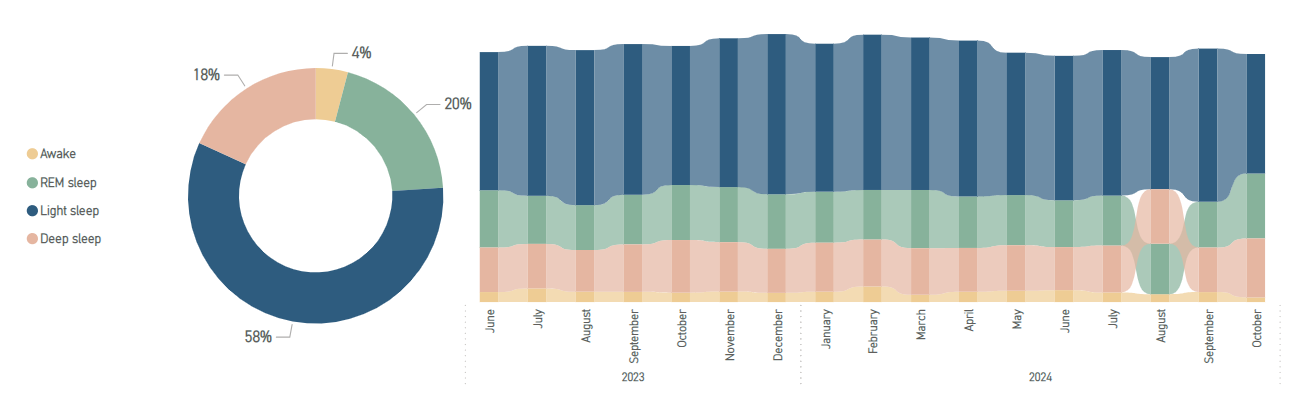 4%
18%
20%
Awake
REM sleep
Light sleep
Deep sleep
58%
June
July
August
September
October
November
December
January
February
March
April
May
June
July
August
September
October
2023
2024